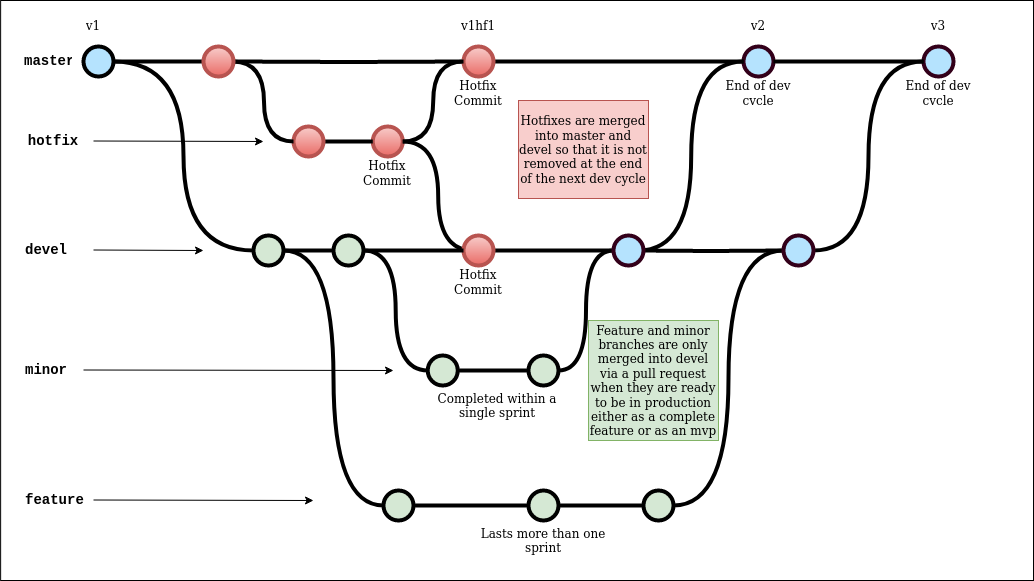 v1
v1hf1
v2
v3
master
Hotfix
Commit
End of dev
cvcle
End of dev
cvcle
hotfix
Hotfix
Commit
Hotfixes are merged
into master and
devel so that it is not
removed at the end
of the next dev cycle
devel
Hotfix
Commit
minor
Completed within a
single sprint
Feature and minor
branches are only
merged into devel
via a pull request
when they are ready
to be in production
either as a complete
feature or as an mvp
feature
Lasts more than one
sprint